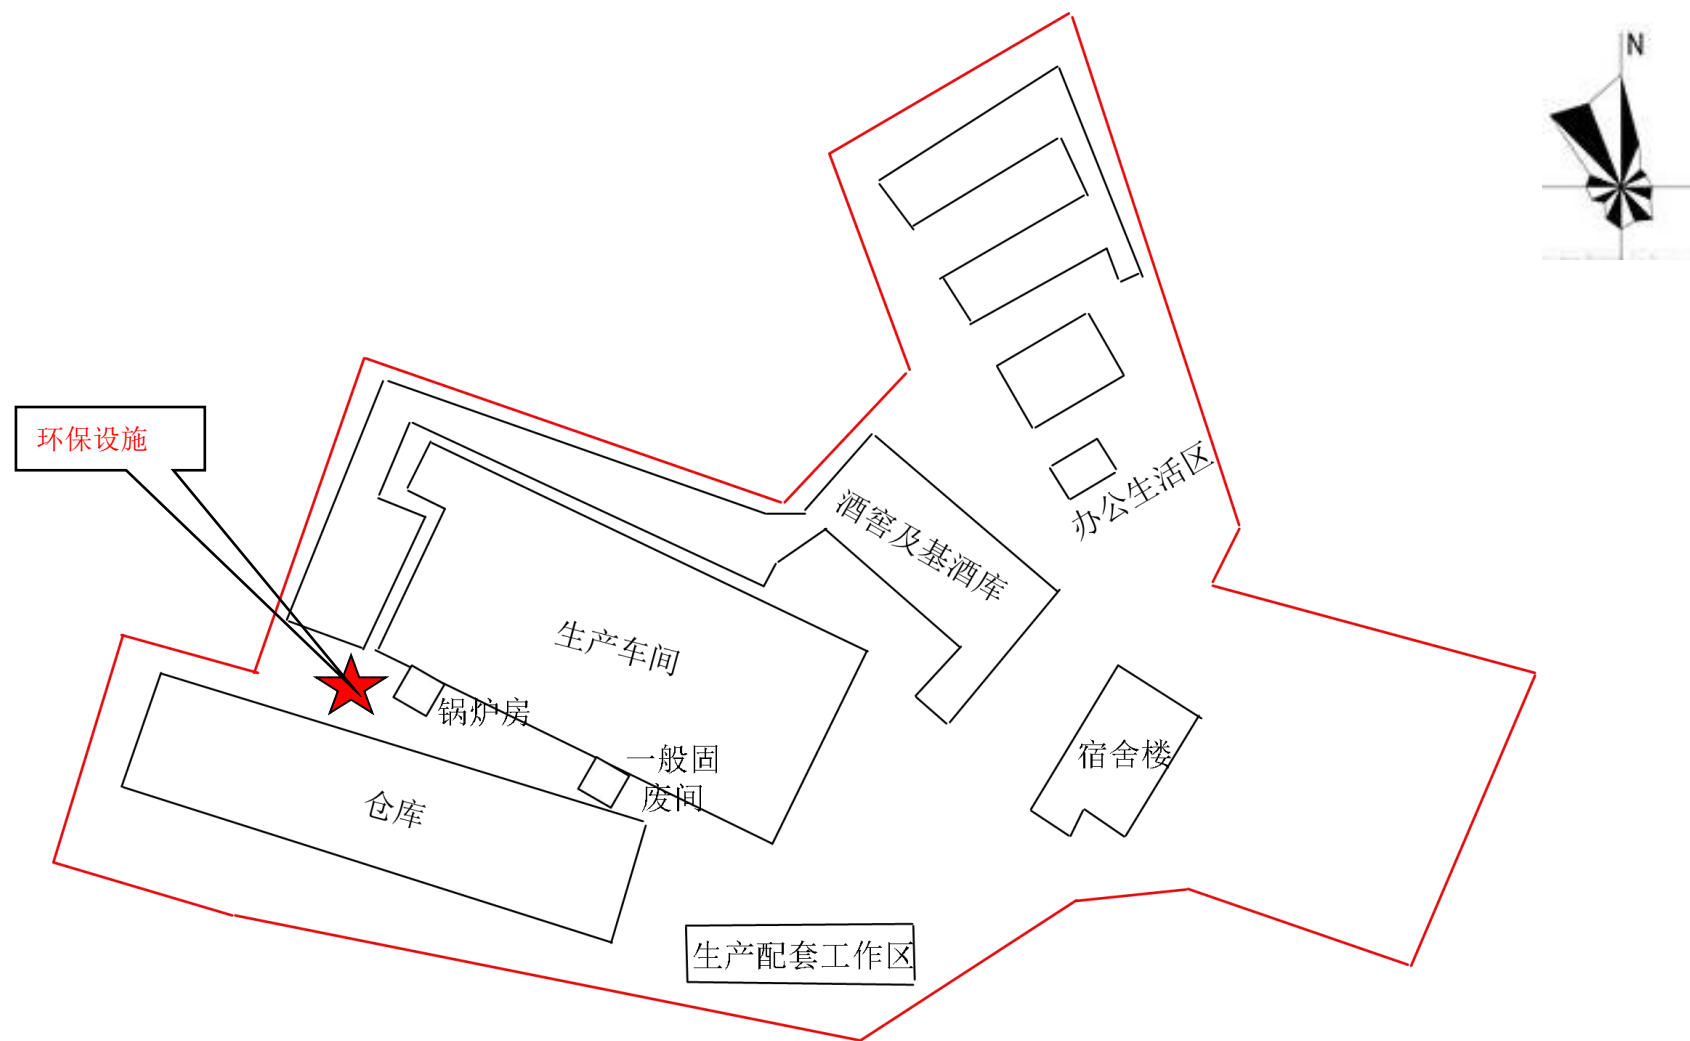 N
环保设施
办公生活区
酒窖及基酒库
生产车间
锅炉房
一般固
废间
宿舍楼
仓库
生产配套工作区